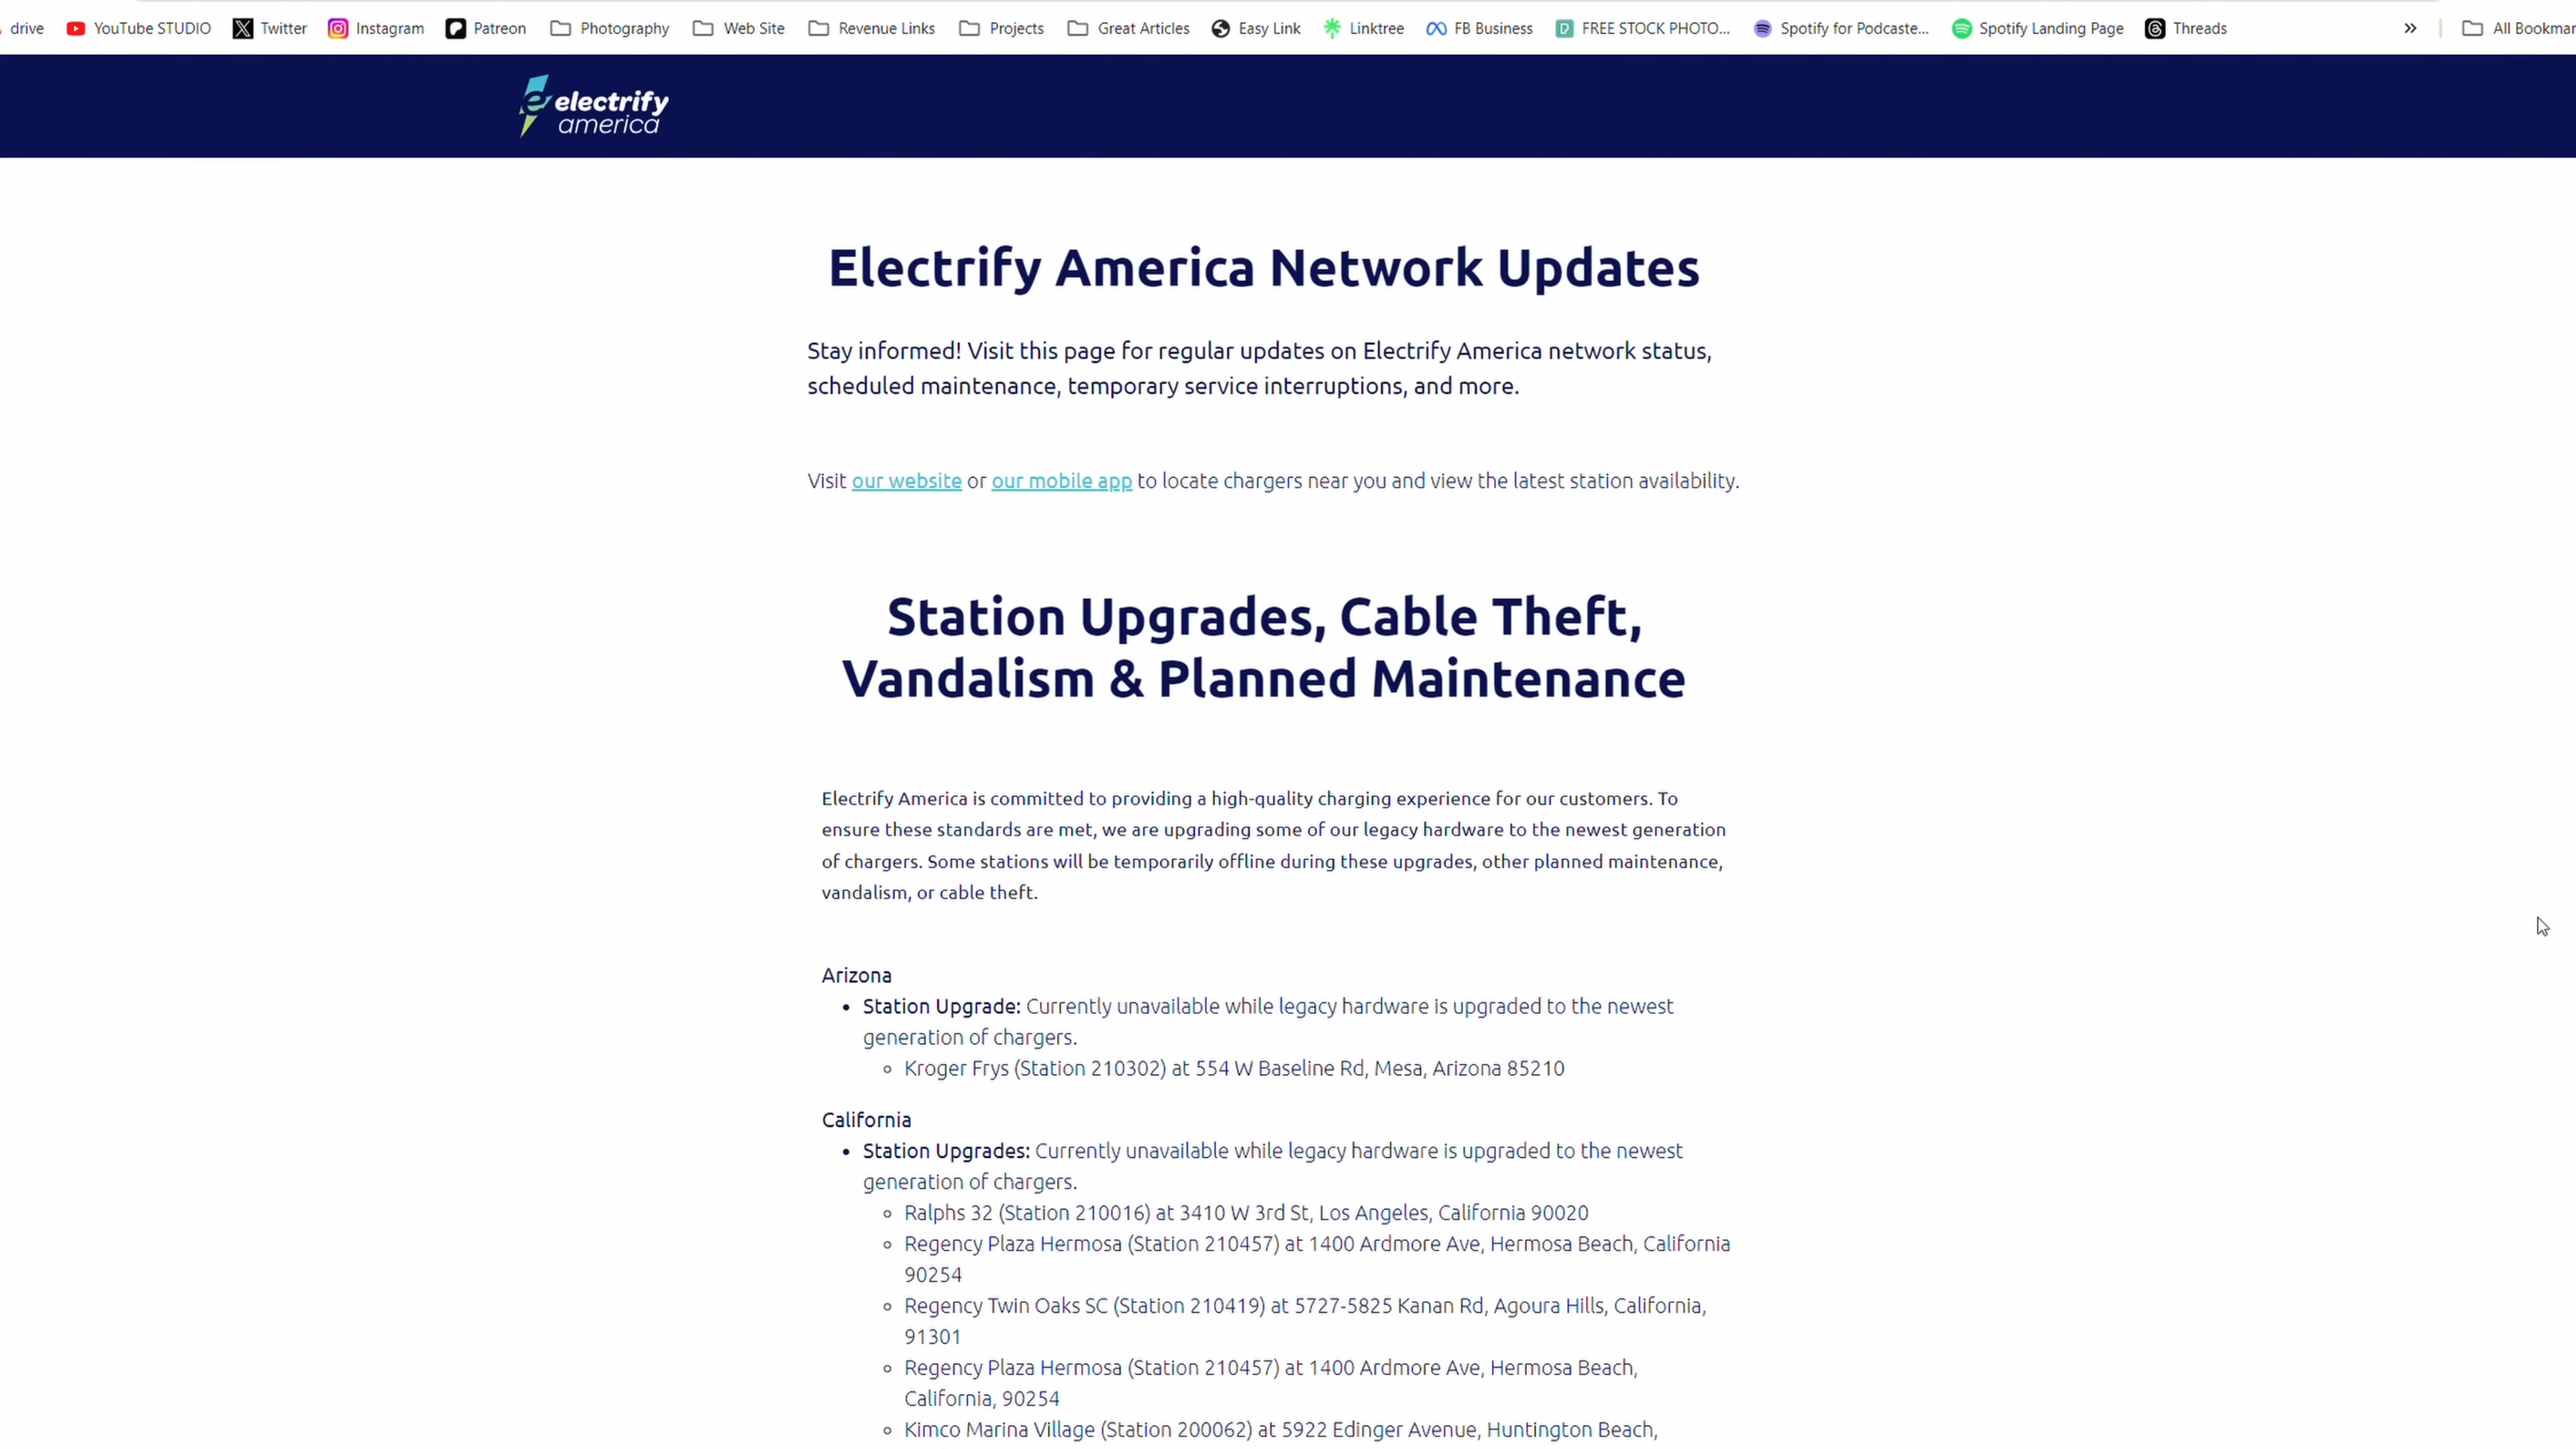 drive YouTube STUDIO Twitter Instagram Patreon Photography Web Site Revenue Links Projects Great Articles Easy Link Linktree FB Business FREE STOCK PHOTO... Spotify for Podcaste... Spotify Landing Page Threads » All Bookmar
electrify
america
Electrify America Network Updates
Stay informed! Visit this page for regular updates on Electrify America network status,
scheduled maintenance, temporary service interruptions, and more.
Visit our website or our mobile app to locate chargers near you and view the latest station availability.
Station Upgrades, Cable Theft,
Vandalism & Planned Maintenance
Electrify America is committed to providing a high-quality charging experience for our customers. To
ensure these standards are met, we are upgrading some of our legacy hardware to the newest generation
of chargers. Some stations will be temporarily offline during these upgrades, other planned maintenance,
vandalism, or cable theft.
Arizona
• Station Upgrade: Currently unavailable while legacy hardware is upgraded to the newest
generation of chargers.
◦ Kroger Frys (Station 210302) at 554 W Baseline Rd, Mesa, Arizona 85210
California
• Station Upgrades: Currently unavailable while legacy hardware is upgraded to the newest
generation of chargers.
◦ Ralphs 32 (Station 210016) at 3410 W 3rd St, Los Angeles, California 90020
◦ Regency Plaza Hermosa (Station 210457) at 1400 Ardmore Ave, Hermosa Beach, California
90254
◦ Regency Twin Oaks SC (Station 210419) at 5727-5825 Kanan Rd, Agoura Hills, California,
91301
◦ Regency Plaza Hermosa (Station 210457) at 1400 Ardmore Ave, Hermosa Beach,
California, 90254
◦ Kimco Marina Village (Station 200062) at 5922 Edinger Avenue, Huntington Beach,